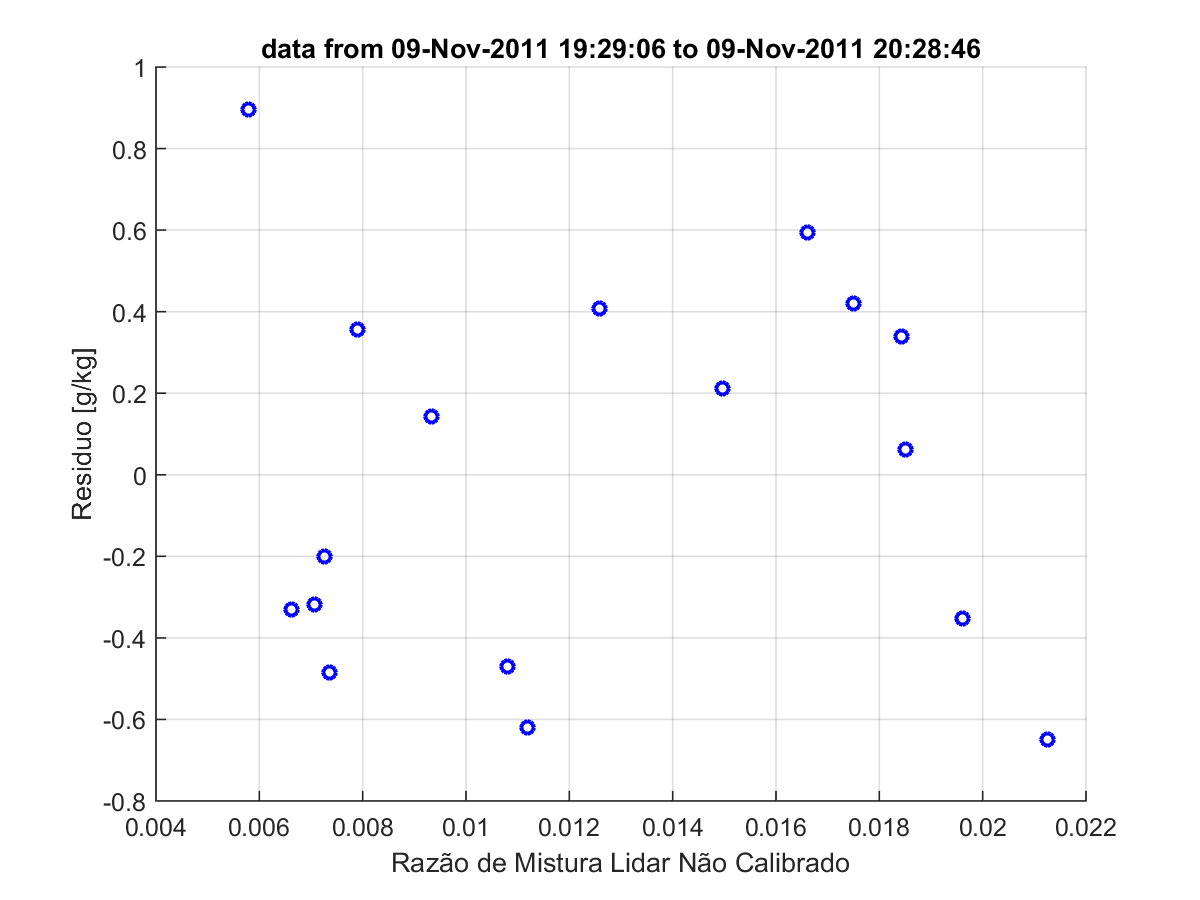 data from 09-Nov-2011 19:29:06 to 09-Nov-2011 20:28:46
1
0.8
0.6
0.4
0.2
0
-0.2
-0.4
-0.6
-0.8
Residuo [g/kg]
0.004 0.006 0.008 0.01 0.012 0.014 0.016 0.018 0.02 0.022
Razão de Mistura Lidar Não Calibrado